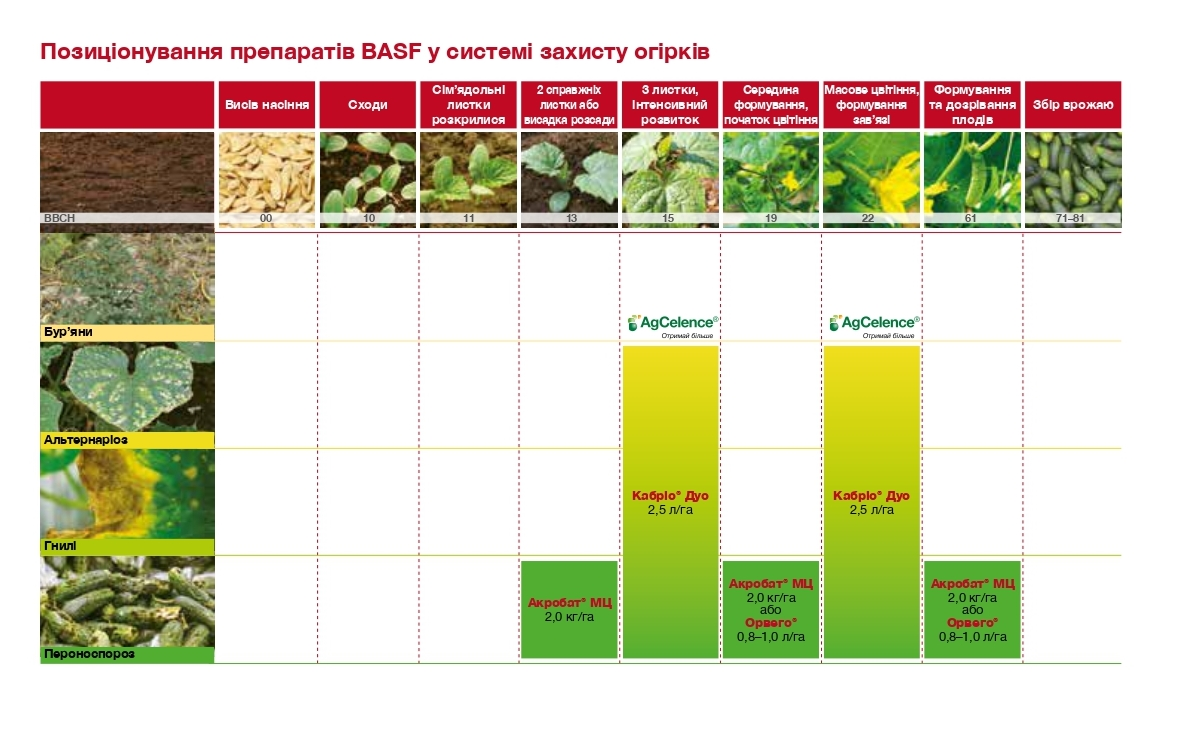 Позиціонування препаратів BASF у системі захисту огірків
Висів насіння
Сходи
Сім’ядольні
листки
розкрилися
2 справжніх
листки або
висадка розсади
3 листки,
інтенсивний
розвиток
Середина
формування,
початок цвітіння
Масове цвітіння,
формування
зав’язі
Формування
та дозрівання
плодів
Збір врожаю
BBCH
00
10
11
13
15
19
22
61
71–81
Бур’яни
AgCelence®
Отримай більше
AgCelence®
Отримай більше
Альтернаріоз
Гнилі
Кабріо® Дуо
2,5 л/га
Кабріо® Дуо
2,5 л/га
Пероноспороз
Акробат® МЦ
2,0 кг/га
Акробат® МЦ
2,0 кг/га
або
Орвего®
0,8–1,0 л/га
Акробат® МЦ
2,0 кг/га
або
Орвего®
0,8–1,0 л/га